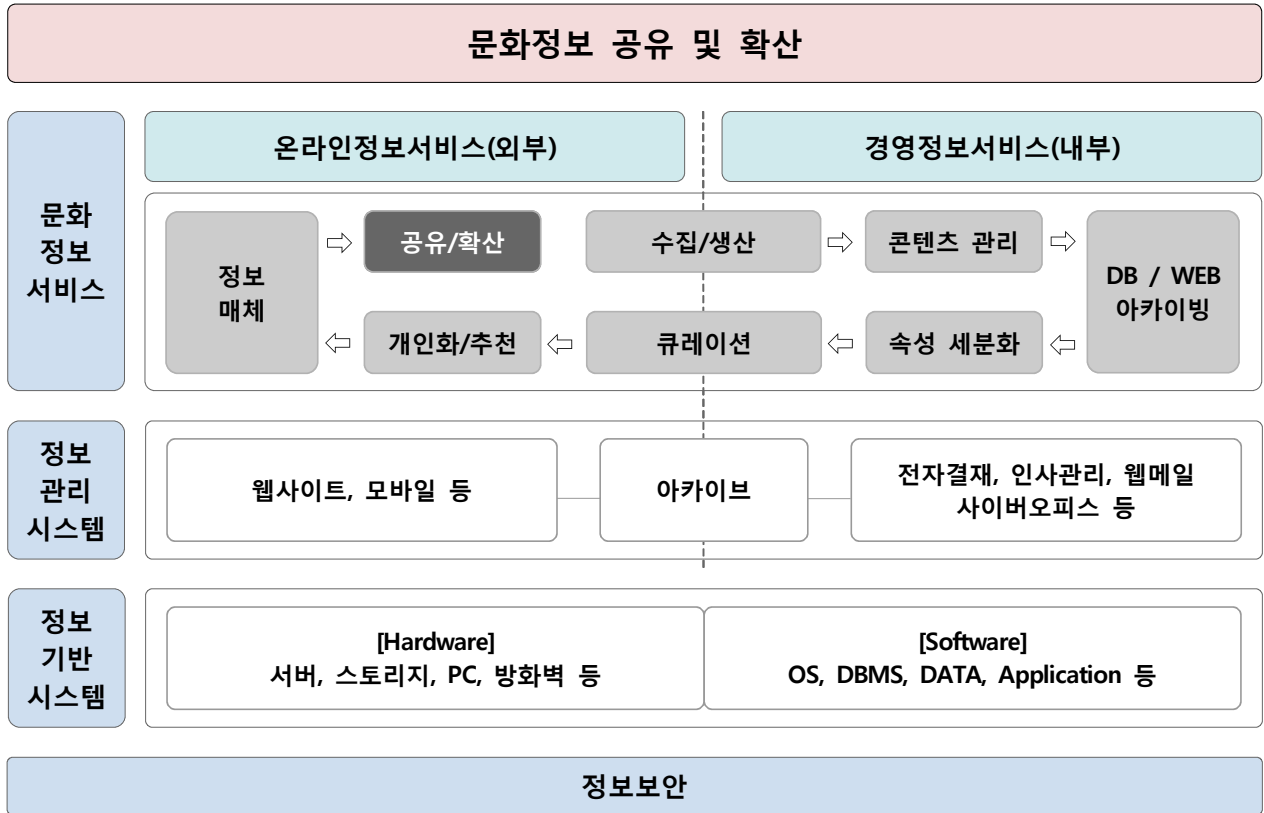 문화정보 공유 및 확산
문화
정보
서비스
온라인정보서비스(외부)
경영정보서비스(내부)
정보
매체
공유/확산
수집/생산
콘텐츠 관리
DB / WEB
아카이빙
개인화/추천
큐레이션
속성 세분화
정보
관리
시스템
웹사이트, 모바일 등
아카이브
전자결재, 인사관리, 웹메일
사이버오피스 등
정보
기반
시스템
[Hardware]
서버, 스토리지, PC, 방화벽 등
[Software]
OS, DBMS, DATA, Application 등
정보보안